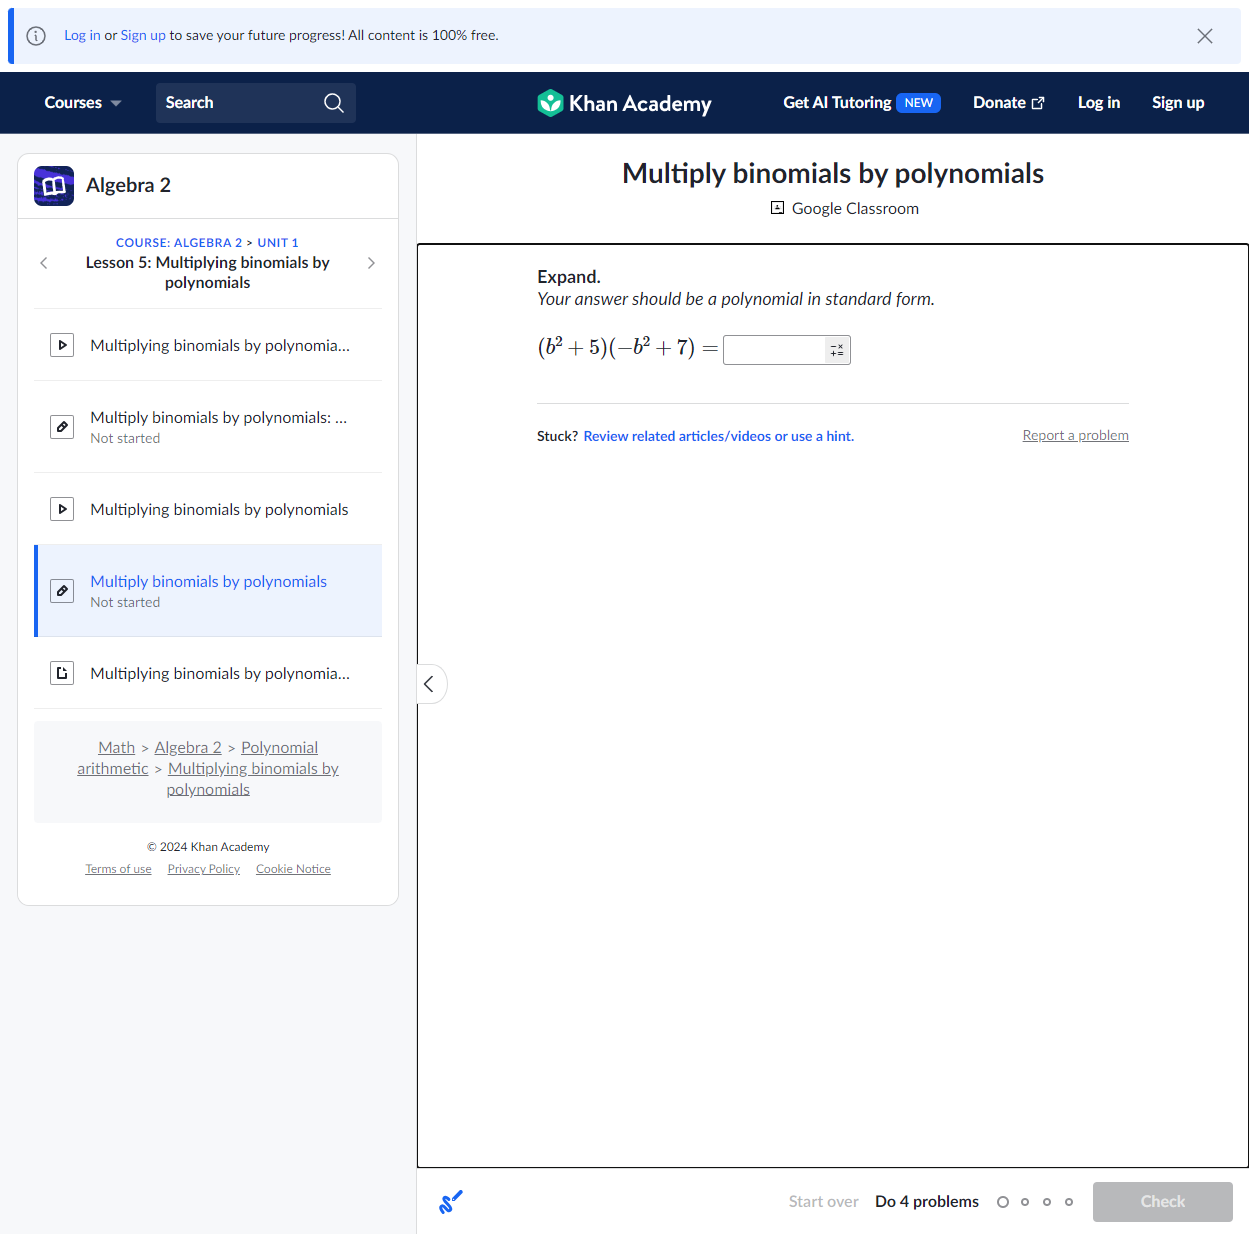 Log in or Sign up to save your future progress! All content is 100% free.
Courses
Search
Khan Academy
Get AI Tutoring NEW
Donate
Log in
Sign up
Algebra 2
COURSE: ALGEBRA 2 > UNIT 1
Lesson 5: Multiplying binomials by
polynomials
Multiplying binomials by polynomia...
Multiply binomials by polynomials: ...
Not started
Multiplying binomials by polynomials
Multiply binomials by polynomials
Not started
Multiplying binomials by polynomia...
Math > Algebra 2 > Polynomial
arithmetic > Multiplying binomials by
polynomials
© 2024 Khan Academy
Terms of use Privacy Policy Cookie Notice
Multiply binomials by polynomials
Google Classroom
Expand.
Your answer should be a polynomial in standard form.
(b² + 5)(−b² + 7) =
Stuck? Review related articles/videos or use a hint.
Report a problem
Start over
Do 4 problems
Check